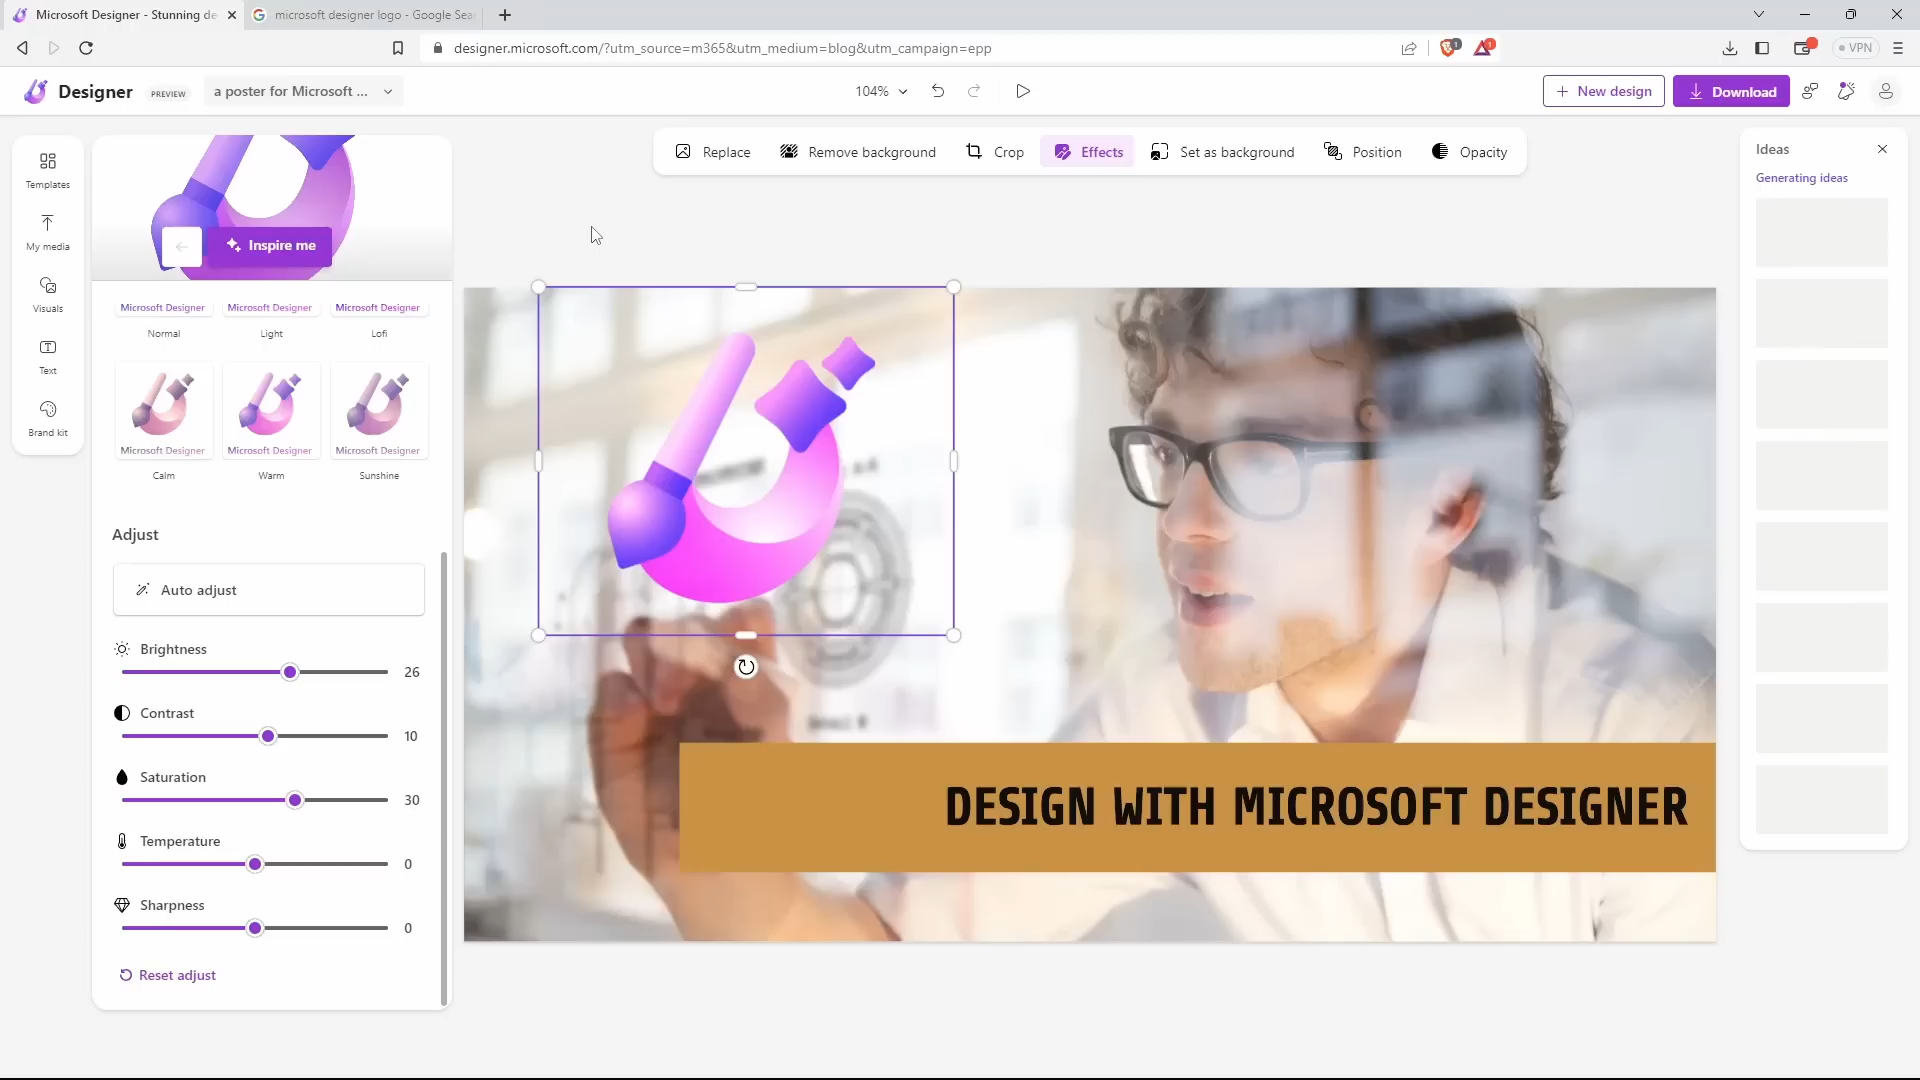 Microsoft Designer - Stunning de
microsoft designer logo - Google Sea
designer.microsoft.com/?utm_source=m365&utm_medium=blog&utm_campaign=epp
1
1
VPN
Designer
PREVIEW
a poster for Microsoft ...
104%
New design
Download
Templates
My media
Visuals
Text
Brand kit
Inspire me
Microsoft Designer
Microsoft Designer
Microsoft Designer
Normal
Light
Lofi
Microsoft Designer
Microsoft Designer
Microsoft Designer
Calm
Warm
Sunshine
Adjust
Auto adjust
Brightness
26
Contrast
10
Saturation
30
Temperature
0
Sharpness
0
Reset adjust
Replace
Remove background
Crop
Effects
Set as background
Position
Opacity
DESIGN WITH MICROSOFT DESIGNER
Ideas
Generating ideas